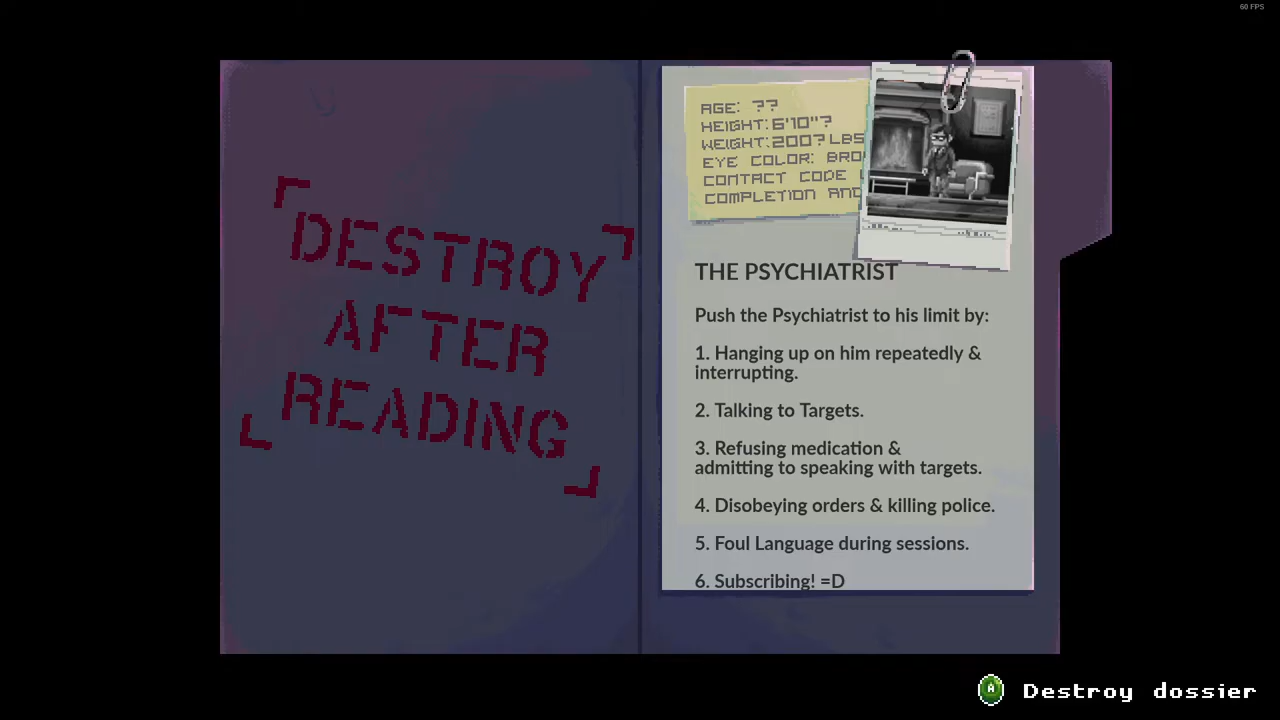 60 FPS
DESTROY
AFTER
READING
AGE: ??
HEIGHT:6'10"?
WEIGHT:200?LBS
EYE COLOR: BRO
CONTACT CODE
COMPLETION AND
THE PSYCHIATRIST
Push the Psychiatrist to his limit by:
1. Hanging up on him repeatedly &
interrupting.
2. Talking to Targets.
3. Refusing medication &
admitting to speaking with targets.
4. Disobeying orders & killing police.
5. Foul Language during sessions.
6. Subscribing! =D
A Destroy dossier